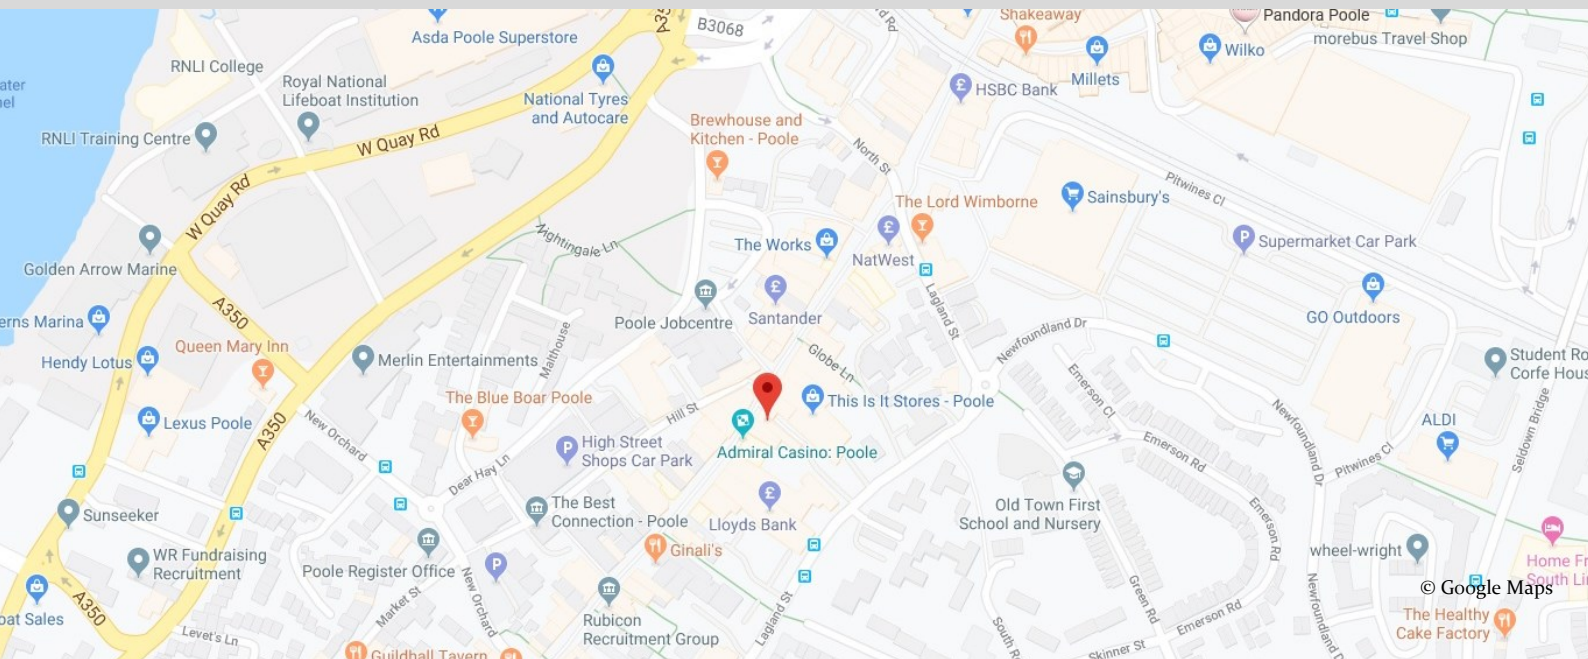 B3068
Shakeaway
Pandora Poole
Asda Poole Superstore
morebus Travel Shop
Wilko
RNLI College
Millets
Royal National
Lifeboat Institution
HSBC Bank
National Tyres
and Autocare
RNLI Training Centre
W Quay Rd
Brewhouse and
Kitchen - Poole
North St
Pitwines Cl
W Quay Rd
The Lord Wimborne
Sainsbury's
Nightingale Ln
The Works
NatWest
Supermarket Car Park
Golden Arrow Marine
A350
Poole Jobcentre
Santander
Lagland St
GO Outdoors
Marina
Hendy Lotus
Queen Mary Inn
Merlin Entertainments
Malthouse
Globe Ln
Newfoundland Dr
Student
Corfe
The Blue Boar Poole
Hill St
This Is It Stores - Poole
Emerson Cl
Lexus Poole
A350
New Orchard
High Street
Shops Car Park
Admiral Casino: Poole
Emerson Rd
Newfoundland Dr
Pitwines Cl
ALDI
Seldown Bridge
Dear Hay Ln
Sunseeker
The Best
Connection - Poole
Lloyds Bank
Old Town First
School and Nursery
Emerson Rd
WR Fundraising
Recruitment
Poole Register Office
Ginali's
wheel-wright
Home
South
© Google Maps
Sales
A350
Market St
New Orchard
Rubicon
Recruitment Group
Lagland St
Green Rd
Emerson Rd
Newfoundland
The Healthy
Cake Factory
Levet's Ln
Guildhall Tavern
South
Skinner St